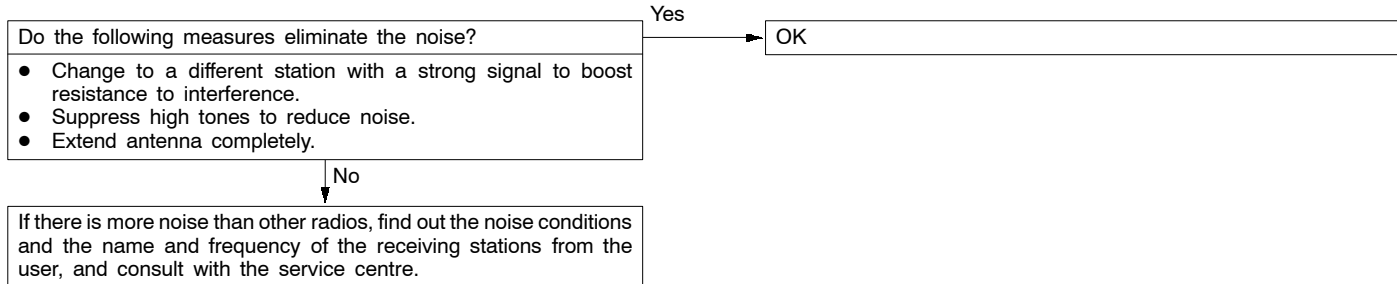 Yes
Do the following measures eliminate the noise?
OK
● Change to a different station with a strong signal to boost
resistance to interference.
● Suppress high tones to reduce noise.
● Extend antenna completely.
No
If there is more noise than other radios, find out the noise conditions
and the name and frequency of the receiving stations from the
user, and consult with the service centre.